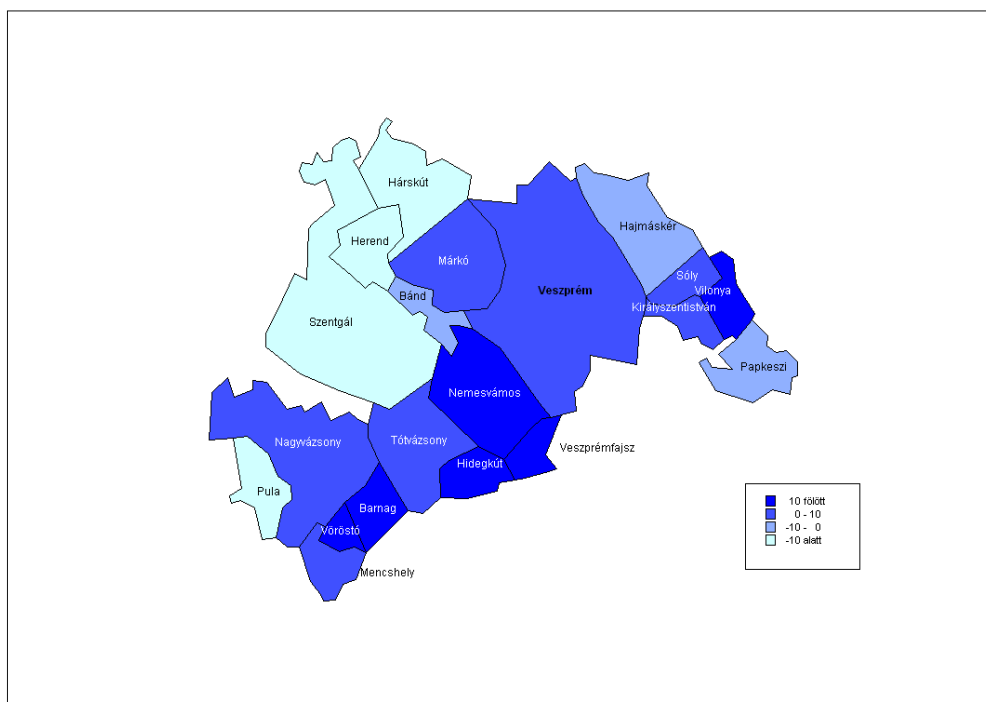 Hárskút
Hajmáskér
Herend
Márkó
Sóly
Bánd
Veszprém
Vilonya
Királyszentistván
Szentgál
Papkeszi
Nemesvámos
Nagyvázsony
Tótvázsony
Veszprémfajsz
Hidegkút
Pula
Barnag
Vöröstó
Mencshely
10 fölött
0 - 10
-10 - 0
-10 alatt